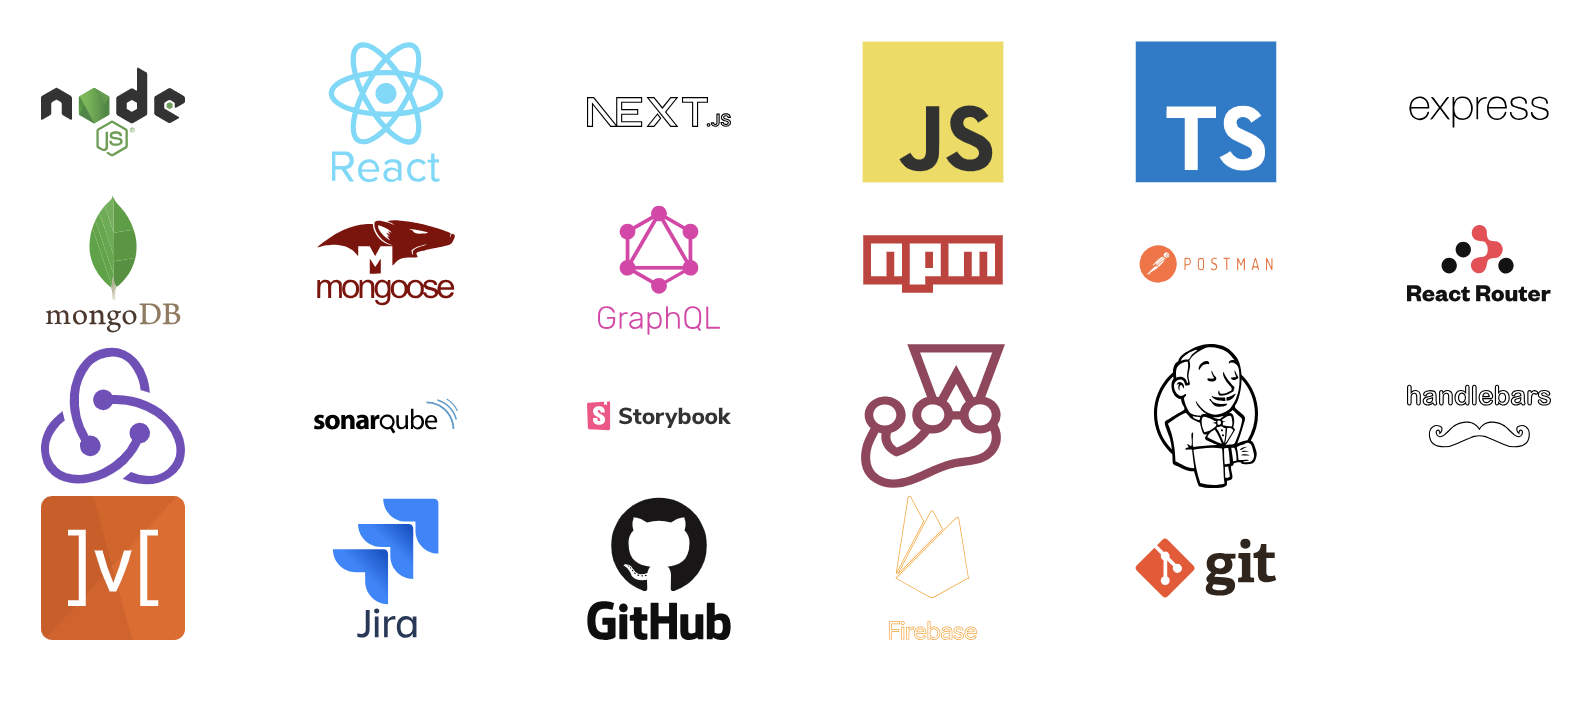 node
JS®
React
NEXT.JS
JS
TS
express
mongoDB
M
mongoose
GraphQL
npm
POSTMAN
React Router
sonarqube
S
Storybook
handlebars
]v[
Jira
GitHub
Firebase
git